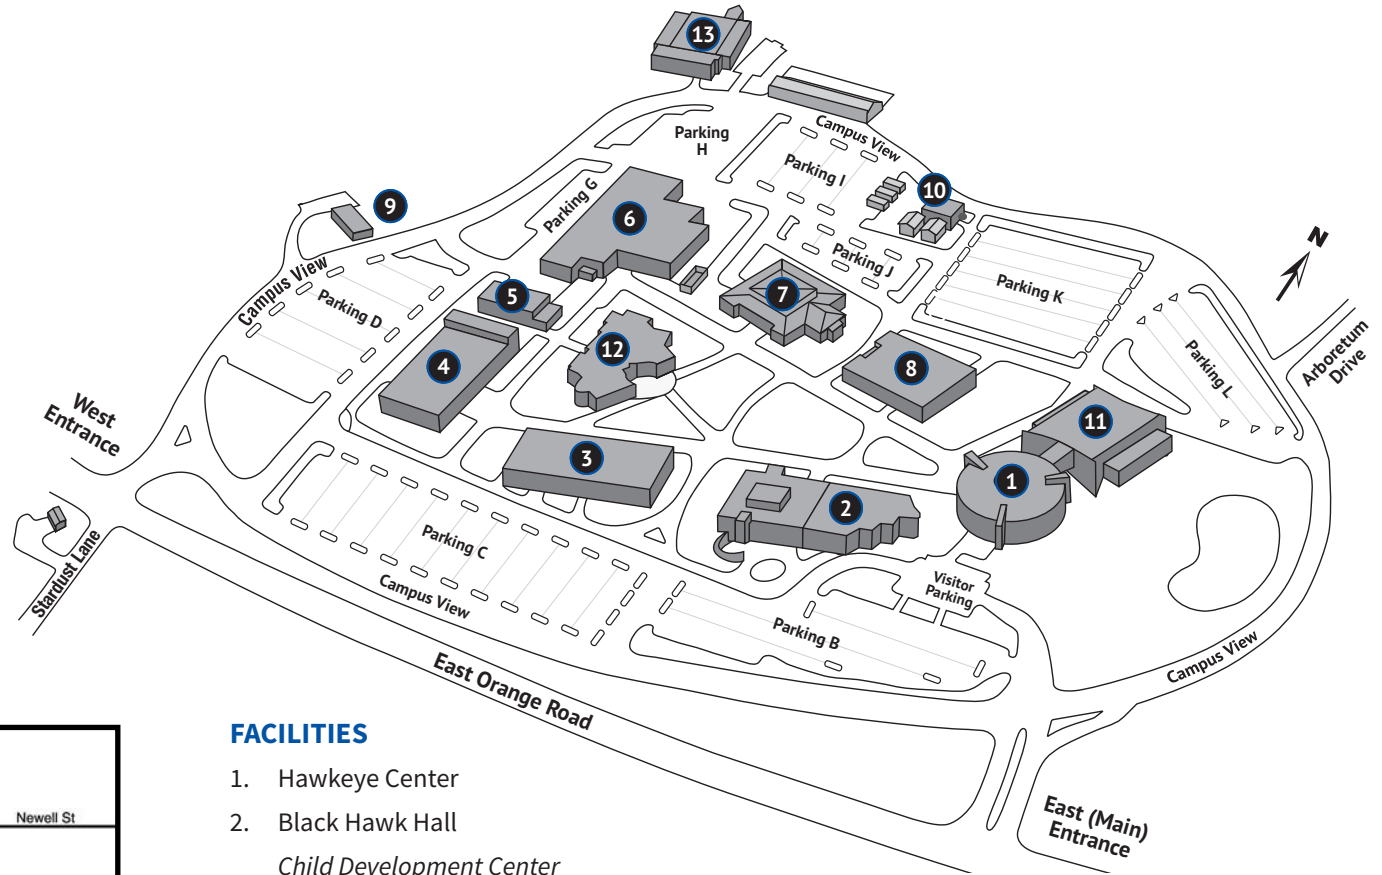 13
Campus View
Parking
H
Parking I
10
9
Parking G
6
N
Parking J
Campus View
Parking D
5
7
Parking K
12
4
8
Parking L
Arboretum
Drive
West
Entrance
11
3
1
2
Parking C
Stardust Lane
Campus View
Visitor
Parking
Parking B
Campus View
East Orange Road
East (Main)
Entrance
Newell St
FACILITIES
1. Hawkeye Center
2. Black Hawk Hall
Child Development Center